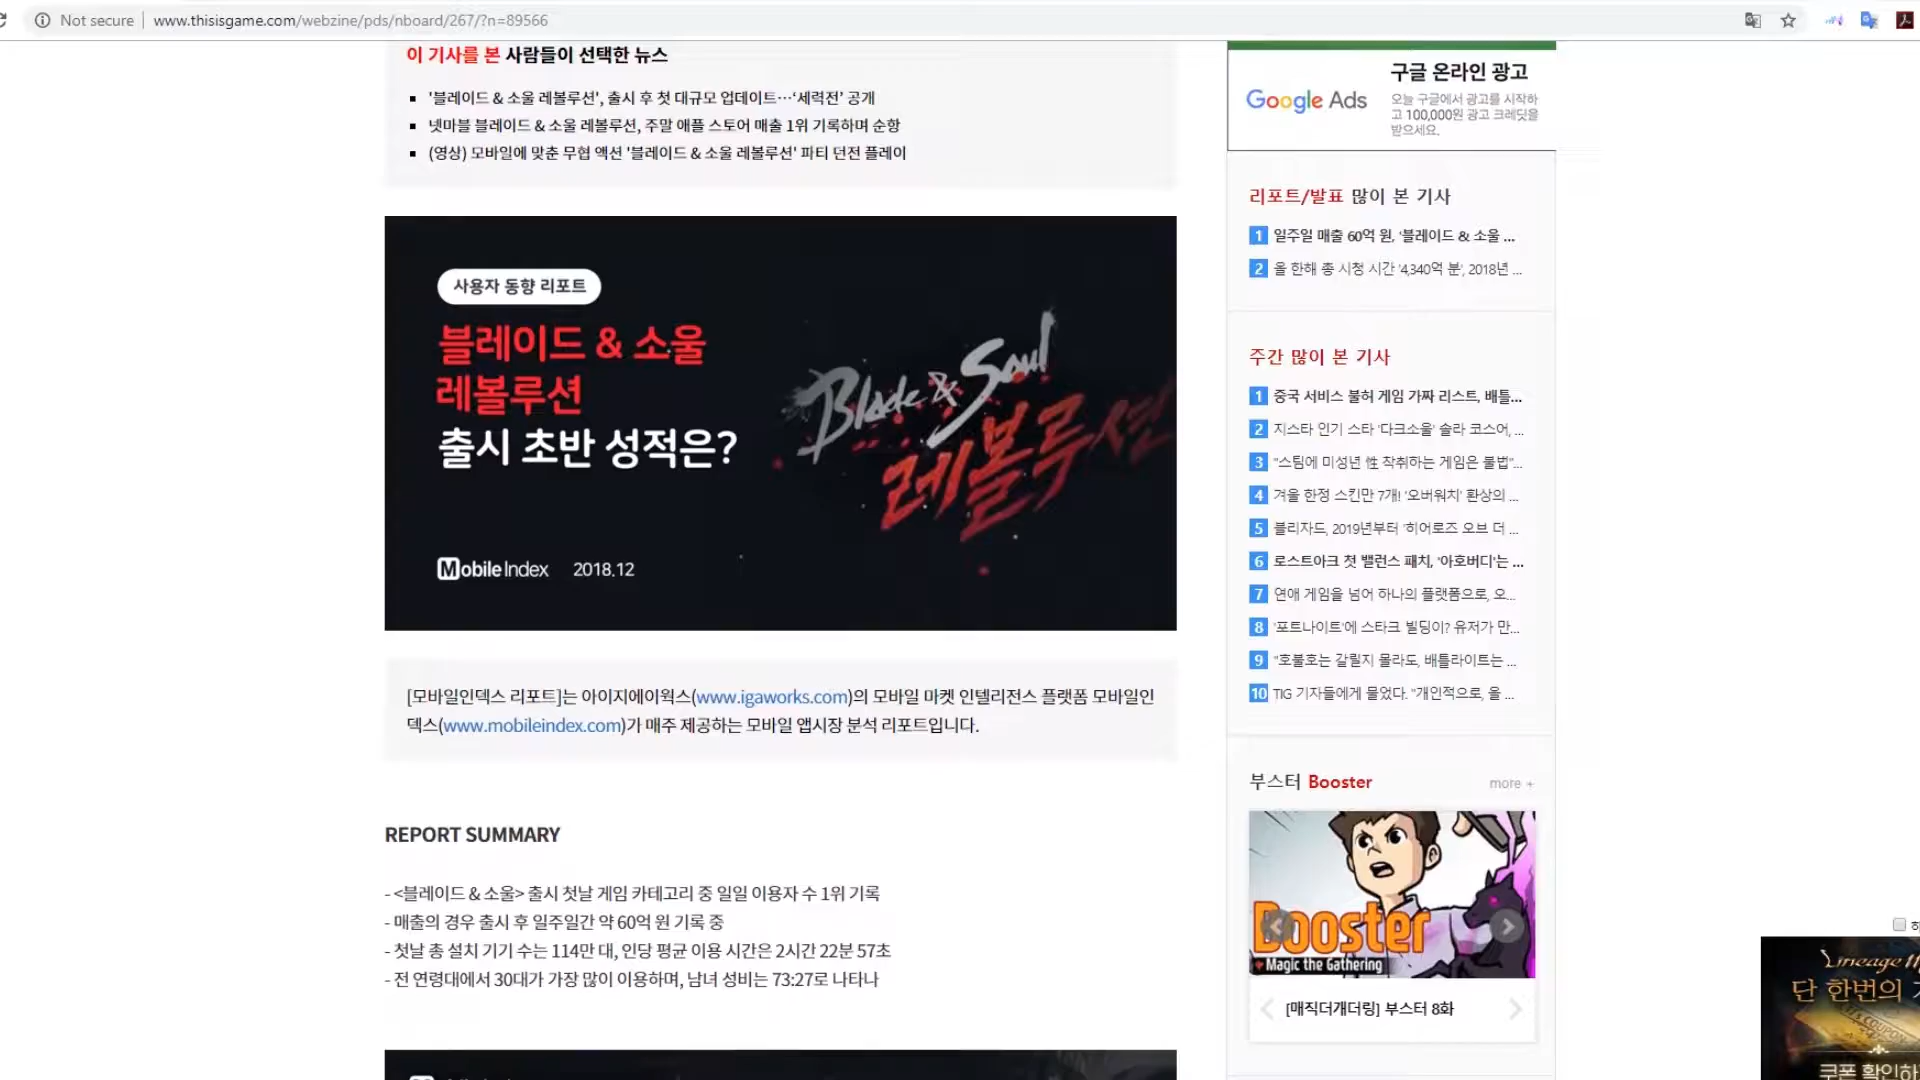 Not secure
www.thisisgame.com/webzine/pds/nboard/267/?n=89566
이 기사를 본 사람들이 선택한 뉴스
'블레이드 & 소울 레볼루션', 출시 후 첫 대규모 업데이트…‘세력전’ 공개
넷마블 블레이드 & 소울 레볼루션, 주말 애플 스토어 매출 1위 기록하며 순항
(영상) 모바일에 맞춘 무협 액션 '블레이드 & 소울 레볼루션' 파티 던전 플레이
사용자 동향 리포트
블레이드 & 소울
레볼루션
출시 초반 성적은?
Blade & Soul
레볼루션
Mobile Index 2018.12
[모바일인덱스 리포트]는 아이지에이웍스(www.igaworks.com)의 모바일 마켓 인텔리전스 플랫폼 모바일인
덱스(www.mobileindex.com)가 매주 제공하는 모바일 앱시장 분석 리포트입니다.
REPORT SUMMARY
- <블레이드 & 소울> 출시 첫날 게임 카테고리 중 일일 이용자 수 1위 기록
- 매출의 경우 출시 후 일주일간 약 60억 원 기록 중
- 첫날 총 설치 기기 수는 114만 대, 인당 평균 이용 시간은 2시간 22분 57초
- 전 연령대에서 30대가 가장 많이 이용하며, 남녀 성비는 73:27로 나타나
Google Ads
구글 온라인 광고
오늘 구글에서 광고를 시작하
고 100,000원 광고 크레딧을
받으세요.
리포트/발표 많이 본 기사
1 일주일 매출 60억 원, '블레이드 & 소울 ...
2 올 한해 총 시청 시간 '4,340억 분', 2018년 ...
주간 많이 본 기사
1 중국 서비스 불허 게임 가짜 리스트, 배틀...
2 지스타 인기 스타 '다크소울' 솔라 코스어, ...
3 "스팀에 미성년 性 착취하는 게임은 불법"...
4 겨울 한정 스킨만 7개! '오버워치' 환상의 ...
5 블리자드, 2019년부터 '히어로즈 오브 더 ...
6 로스트아크 첫 밸런스 패치, '아호버디'는 ...
7 연애 게임을 넘어 하나의 플랫폼으로, 오...
8 '포트나이트'에 스타크 빌딩이? 유저가 만...
9 "호불호는 갈릴지 몰라도, 배틀라이트는 ...
10 TIG 기자들에게 물었다. "개인적으로, 올 ...
부스터 Booster
more +
Booster
Magic the Gathering
[매직더개더링] 부스터 8화
Lineage
단 한번의
COUPON
쿠폰 확인하